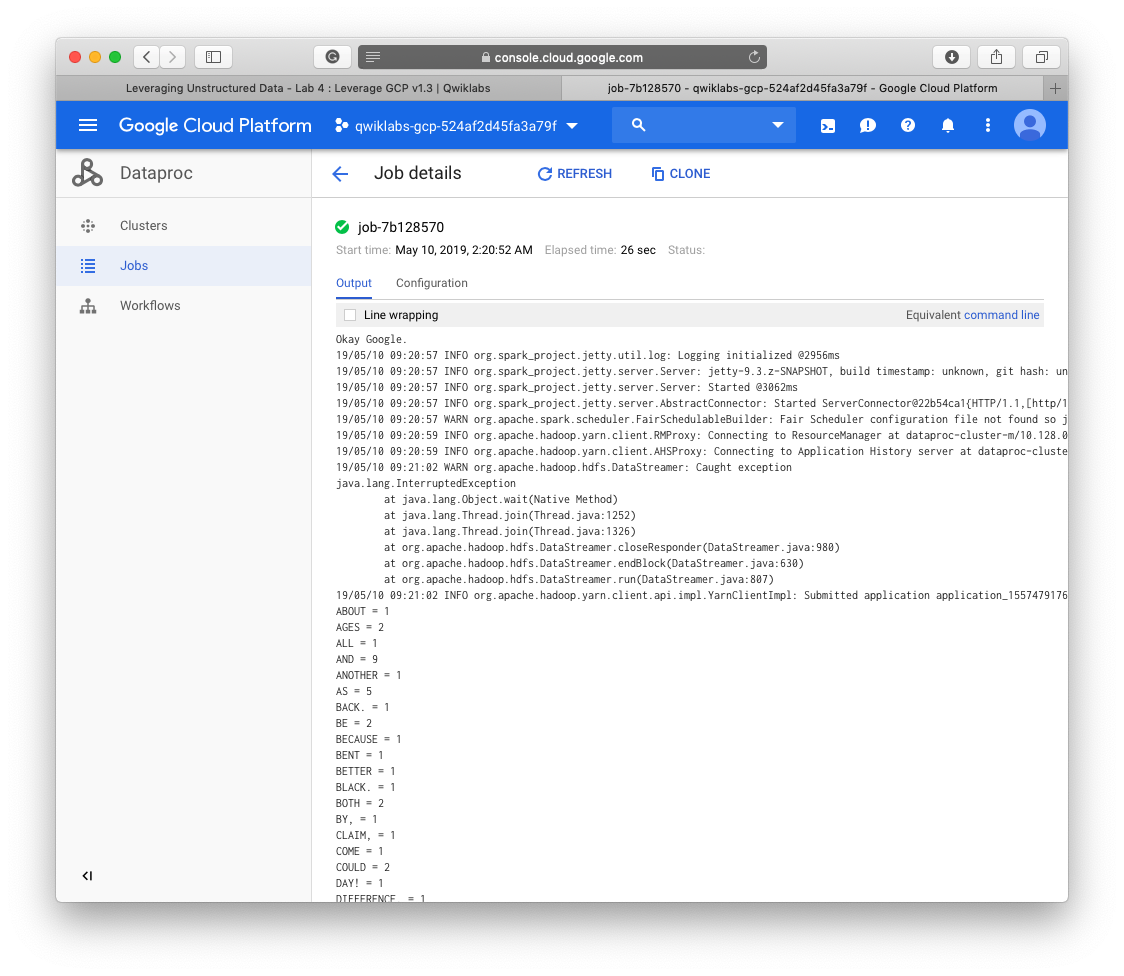 console.cloud.google.com
Leveraging Unstructured Data - Lab 4 : Leverage GCP v1.3 | Qwiklabs
job-7b128570 - qwiklabs-gcp-524af2d45fa3a79f - Google Cloud Platform
Google Cloud Platform
qwiklabs-gcp-524af2d45fa3a79f
Dataproc
Job details
REFRESH
CLONE
Clusters
Jobs
Workflows
job-7b128570
Start time: May 10, 2019, 2:20:52 AM Elapsed time: 26 sec Status:
Output Configuration
Line wrapping
Equivalent command line
Okay Google.
19/05/10 09:20:57 INFO org.spark_project.jetty.util.log: Logging initialized @2956ms
19/05/10 09:20:57 INFO org.spark_project.jetty.server.Server: jetty-9.3.z-SNAPSHOT, build timestamp: unknown, git hash: un
19/05/10 09:20:57 INFO org.spark_project.jetty.server.Server: Started @3062ms
19/05/10 09:20:57 INFO org.spark_project.jetty.server.AbstractConnector: Started ServerConnector@22b54ca1{HTTP/1.1,[http/1
19/05/10 09:20:57 WARN org.apache.spark.scheduler.FairSchedulableBuilder: Fair Scheduler configuration file not found so j
19/05/10 09:20:59 INFO org.apache.hadoop.yarn.client.RMProxy: Connecting to ResourceManager at dataproc-cluster-m/10.128.0
19/05/10 09:20:59 INFO org.apache.hadoop.yarn.client.AHSProxy: Connecting to Application History server at dataproc-cluste
19/05/10 09:21:02 WARN org.apache.hadoop.hdfs.DataStreamer: Caught exception
java.lang.InterruptedException
at java.lang.Object.wait(Native Method)
at java.lang.Thread.join(Thread.java:1252)
at java.lang.Thread.join(Thread.java:1326)
at org.apache.hadoop.hdfs.DataStreamer.closeResponder(DataStreamer.java:980)
at org.apache.hadoop.hdfs.DataStreamer.endBlock(DataStreamer.java:630)
at org.apache.hadoop.hdfs.DataStreamer.run(DataStreamer.java:807)
19/05/10 09:21:02 INFO org.apache.hadoop.yarn.client.api.impl.YarnClientImpl: Submitted application application_1557479176
ABOUT = 1
AGES = 2
ALL = 1
AND = 9
ANOTHER = 1
AS = 5
BACK. = 1
BE = 2
BECAUSE = 1
BENT = 1
BETTER = 1
BLACK. = 1
BOTH = 2
BY, = 1
CLAIM, = 1
COME = 1
COULD = 2
DAY! = 1
DIFFERENCE. = 1